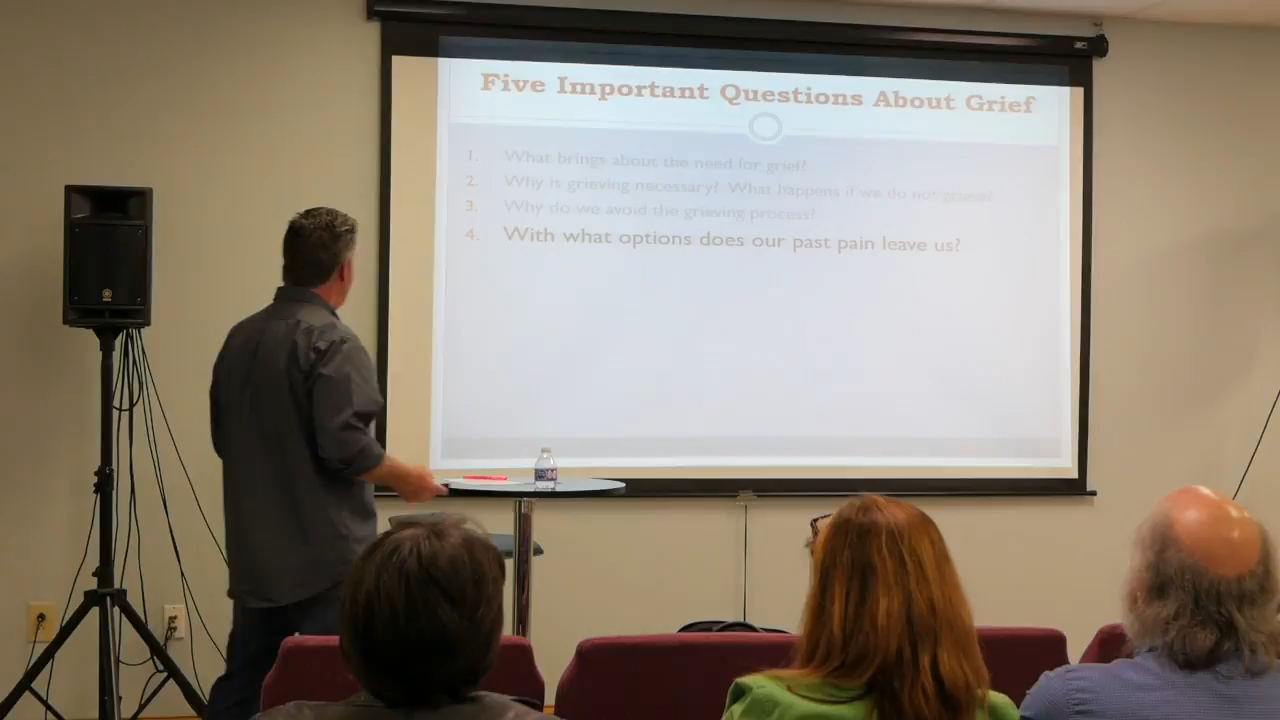 Five Important Questions About Grief
1. What brings about the need for grief?
2. Why is grieving necessary? What happens if we do not grieve?
3. Why do we avoid the grieving process?
4. With what options does our past pain leave us?